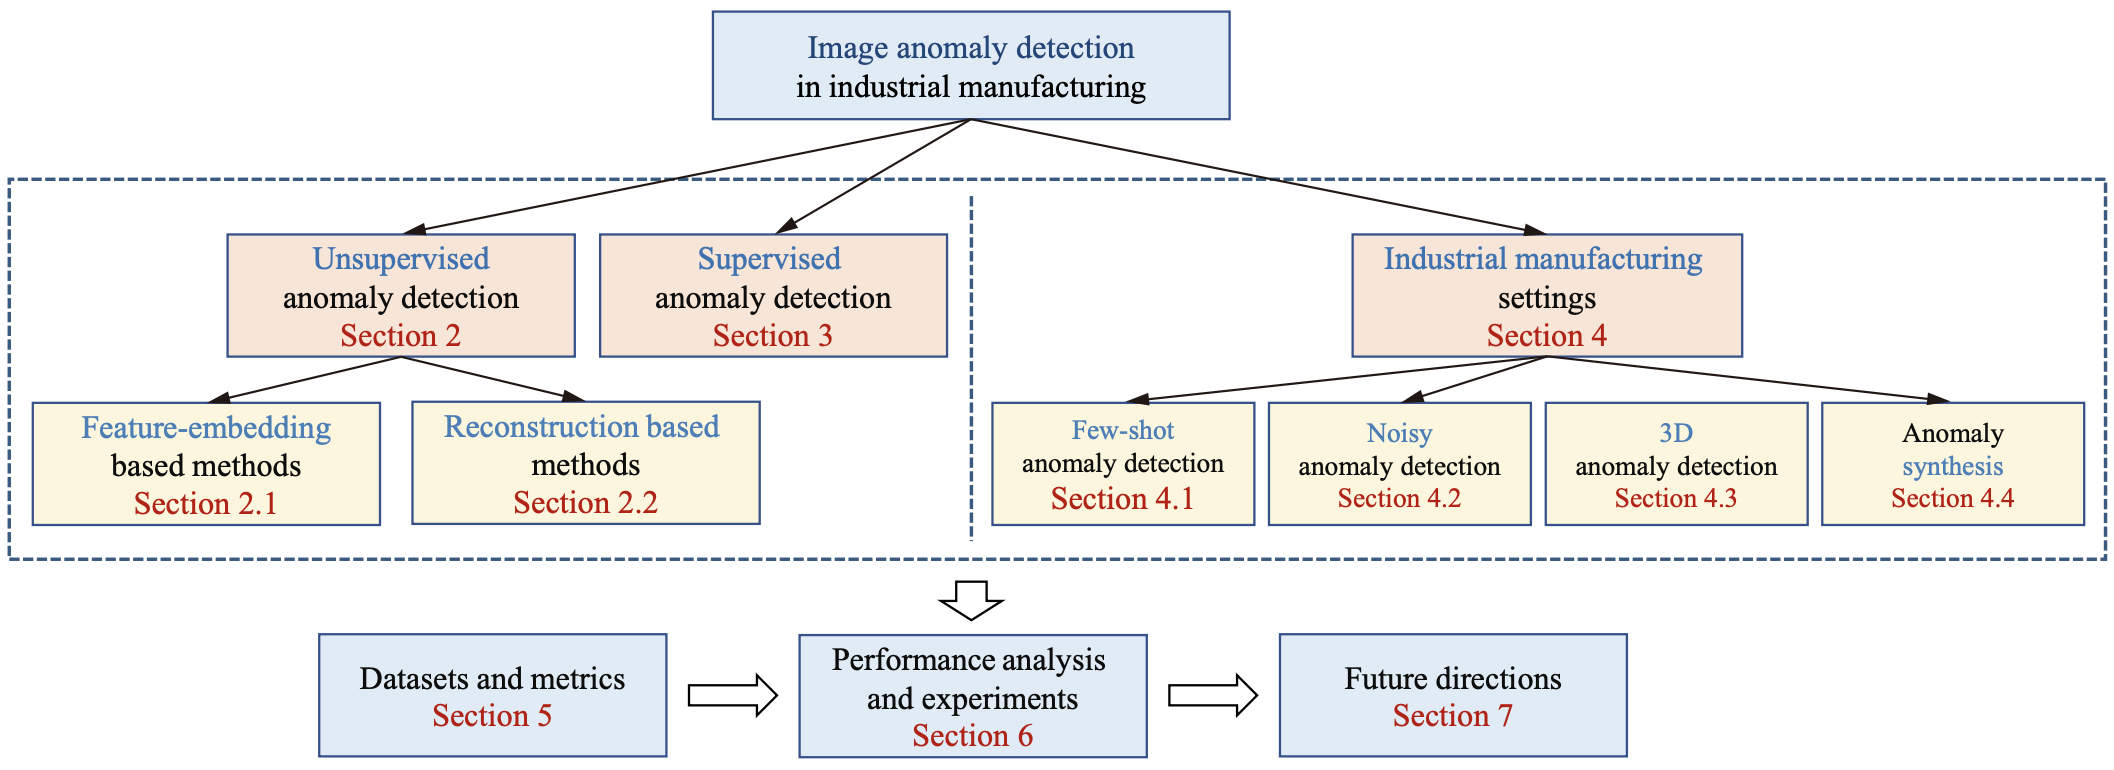 Image anomaly detection
in industrial manufacturing
Unsupervised
anomaly detection
Section 2
Supervised
anomaly detection
Section 3
Industrial manufacturing
settings
Section 4
Feature-embedding
based methods
Section 2.1
Reconstruction based
methods
Section 2.2
Few-shot
anomaly detection
Section 4.1
Noisy
anomaly detection
Section 4.2
3D
anomaly detection
Section 4.3
Anomaly
synthesis
Section 4.4
Datasets and metrics
Section 5
Performance analysis
and experiments
Section 6
Future directions
Section 7